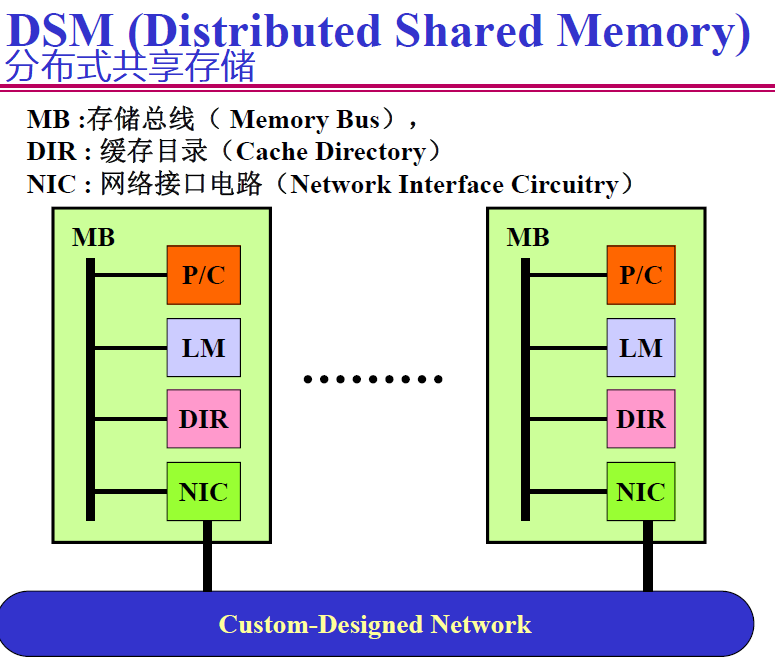 DSM (Distributed Shared Memory)
分布式共享存储
MB :存储总线（ Memory Bus），
DIR : 缓存目录（Cache Directory）
NIC : 网络接口电路（Network Interface Circuitry）
MB
P/C
LM
DIR
NIC
MB
P/C
LM
DIR
NIC
Custom-Designed Network